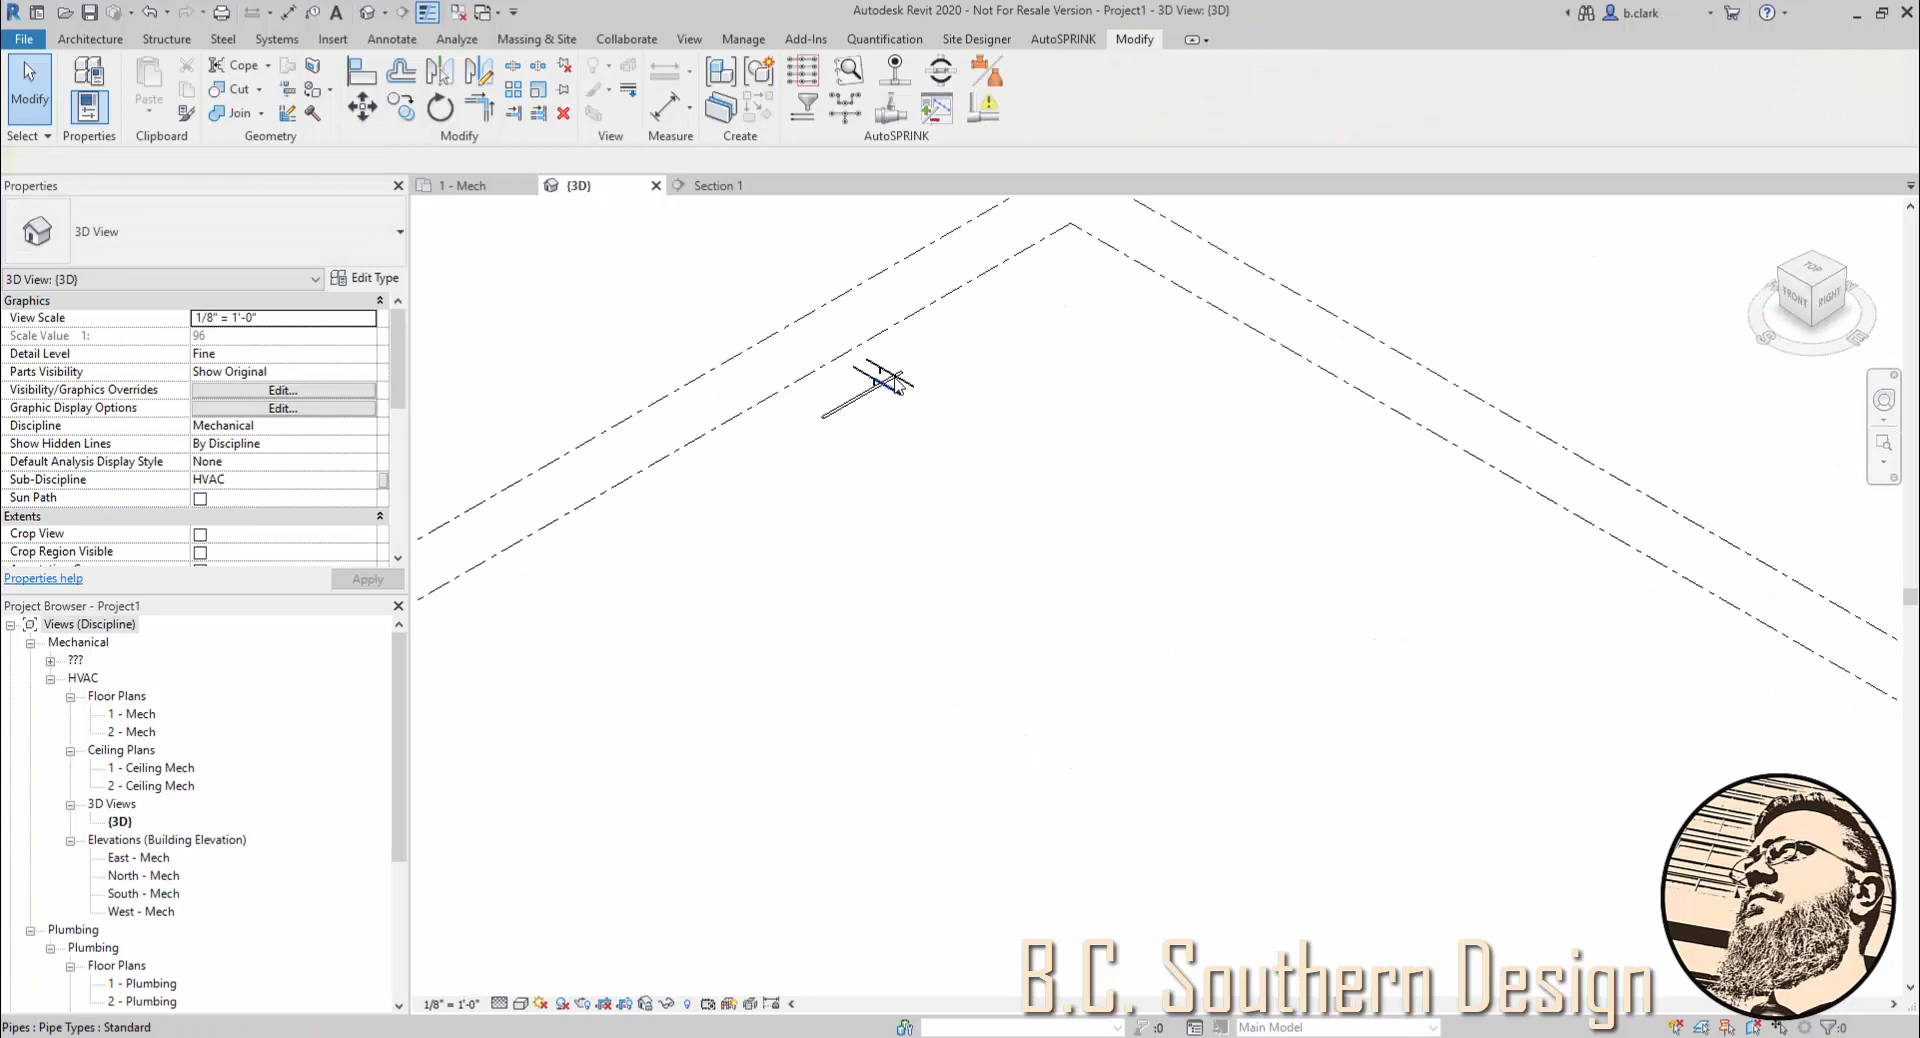 Autodesk Revit 2020 - Not For Resale Version - Project1 - 3D View: {3D}
b.clark
File Architecture Structure Steel Systems Insert Annotate Analyze Massing & Site Collaborate View Manage Add-Ins Quantification Site Designer AutoSPRINK Modify
Modify
Paste
Cope
Cut
Join
Select Properties Clipboard Geometry Modify View Measure Create AutoSPRINK
Properties
1 - Mech {3D} Section 1
3D View
3D View: {3D} Edit Type
Graphics
View Scale 1/8" = 1'-0"
Scale Value 1: 96
Detail Level Fine
Parts Visibility Show Original
Visibility/Graphics Overrides Edit...
Graphic Display Options Edit...
Discipline Mechanical
Show Hidden Lines By Discipline
Default Analysis Display Style None
Sub-Discipline HVAC
Sun Path
Extents
Crop View
Crop Region Visible
Properties help Apply
Project Browser - Project1
Views (Discipline)
Mechanical
???
HVAC
Floor Plans
1 - Mech
2 - Mech
Ceiling Plans
1 - Ceiling Mech
2 - Ceiling Mech
3D Views
{3D}
Elevations (Building Elevation)
East - Mech
North - Mech
South - Mech
West - Mech
Plumbing
Plumbing
Floor Plans
1 - Plumbing
2 - Plumbing
TOP
FRONT
RIGHT
S
E
B.C. Southern Design
1/8" = 1'-0"
Pipes : Pipe Types : Standard
:0
Main Model
:0